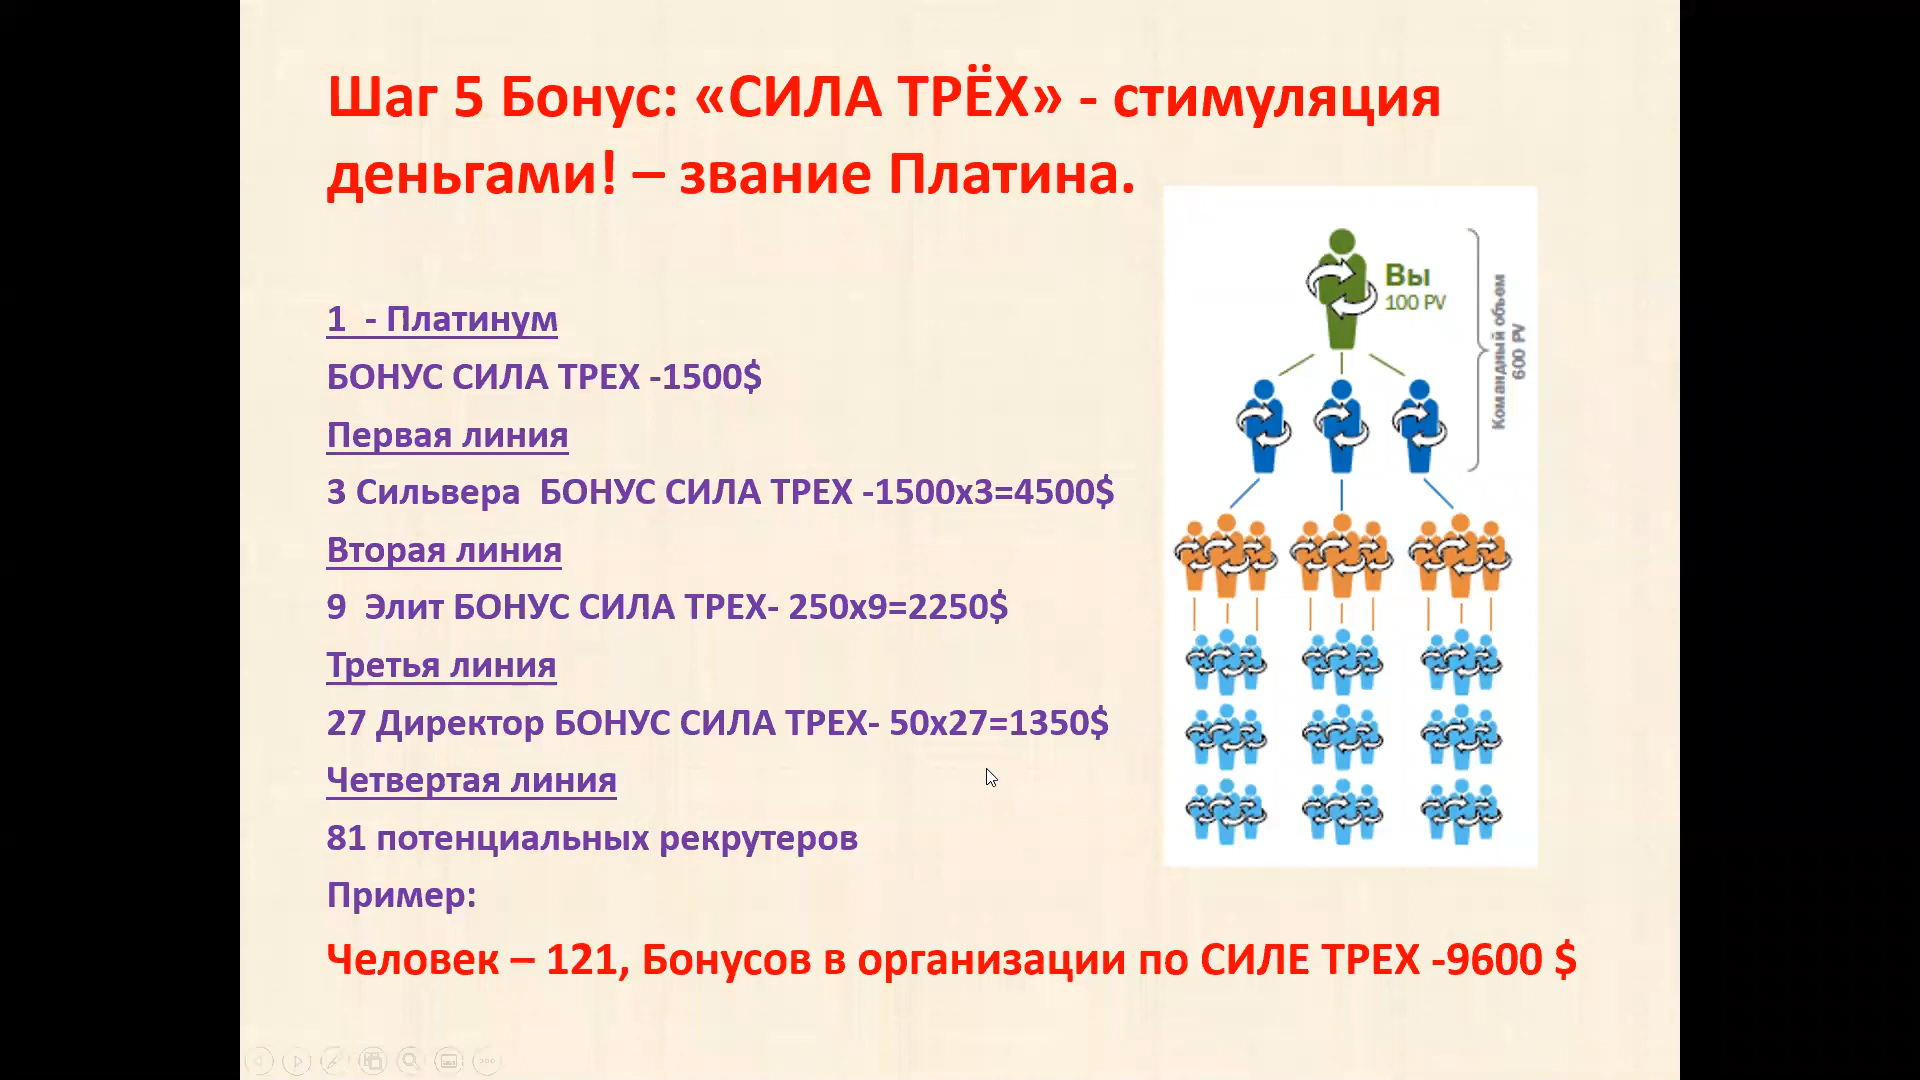 Шаг 5 Бонус: «СИЛА ТРЁХ» - стимуляция
деньгами! – звание Платина.
1 - Платинум
БОНУС СИЛА ТРЕХ -1500$
Первая линия
3 Сильвера БОНУС СИЛА ТРЕХ -1500х3=4500$
Вторая линия
9 Элит БОНУС СИЛА ТРЕХ- 250х9=2250$
Третья линия
27 Директор БОНУС СИЛА ТРЕХ- 50х27=1350$
Четвертая линия
81 потенциальных рекрутеров
Пример:
Человек – 121, Бонусов в организации по СИЛЕ ТРЕХ -9600 $
Вы
100 PV
Командный объем
600 PV